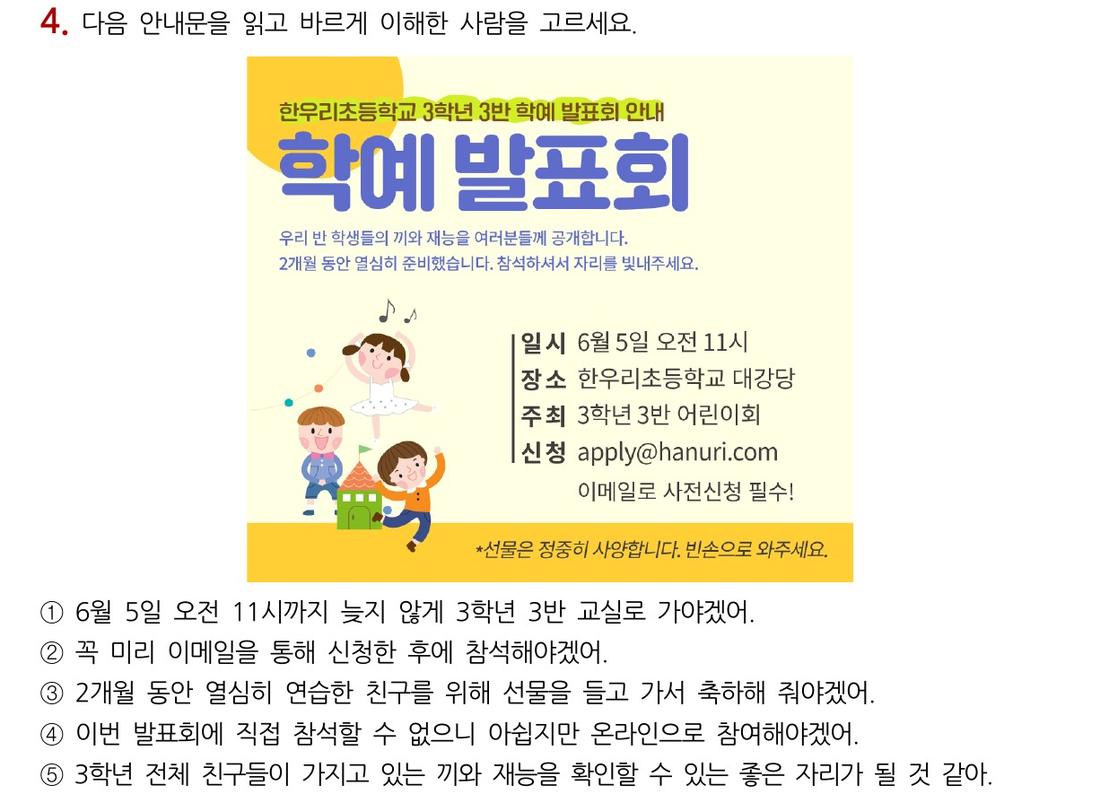 4. 다음 안내문을 읽고 바르게 이해한 사람을 고르세요.
한우리초등학교 3학년 3반 학예 발표회 안내
학예 발표회
우리 반 학생들의 끼와 재능을 여러분들께 공개합니다.
2개월 동안 열심히 준비했습니다. 참석하셔서 자리를 빛내주세요.
일시 6월 5일 오전 11시
장소 한우리초등학교 대강당
주최 3학년 3반 어린이회
신청 apply@hanuri.com
이메일로 사전신청 필수!
*선물은 정중히 사양합니다. 빈손으로 와주세요.
① 6월 5일 오전 11시까지 늦지 않게 3학년 3반 교실로 가야겠어.
② 꼭 미리 이메일을 통해 신청한 후에 참석해야겠어.
③ 2개월 동안 열심히 연습한 친구를 위해 선물을 들고 가서 축하해 줘야겠어.
④ 이번 발표회에 직접 참석할 수 없으니 아쉽지만 온라인으로 참여해야겠어.
⑤ 3학년 전체 친구들이 가지고 있는 끼와 재능을 확인할 수 있는 좋은 자리가 될 것 같아.